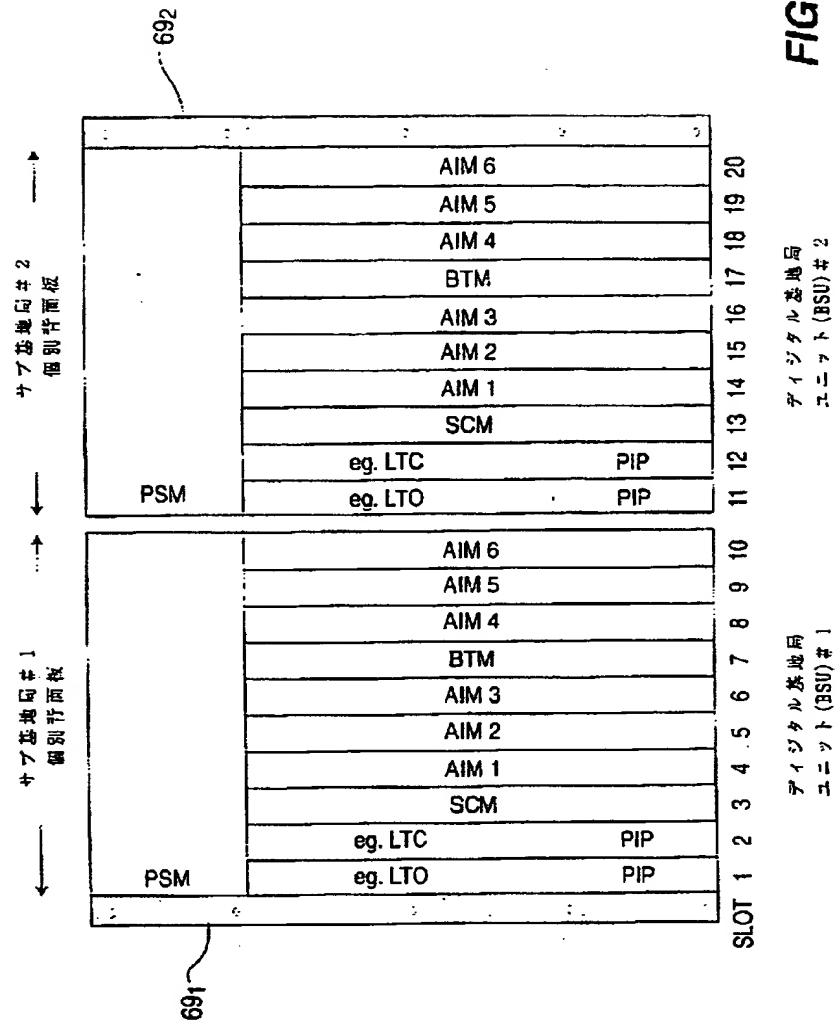 サブ基地局#1
個別背面板
サブ基地局#2
個別背面板
69₁
69₂
PSM
eg. LTO PIP
eg. LTC PIP
SCM
AIM 1
AIM 2
AIM 3
BTM
AIM 4
AIM 5
AIM 6
PSM
eg. LTO PIP
eg. LTC PIP
SCM
AIM 1
AIM 2
AIM 3
BTM
AIM 4
AIM 5
AIM 6
SLOT 1 2 3 4 5 6 7 8 9 10 11 12 13 14 15 16 17 18 19 20
ディジタル基地局
ユニット(BSU)#1
ディジタル基地局
ユニット(BSU)#2
FIG